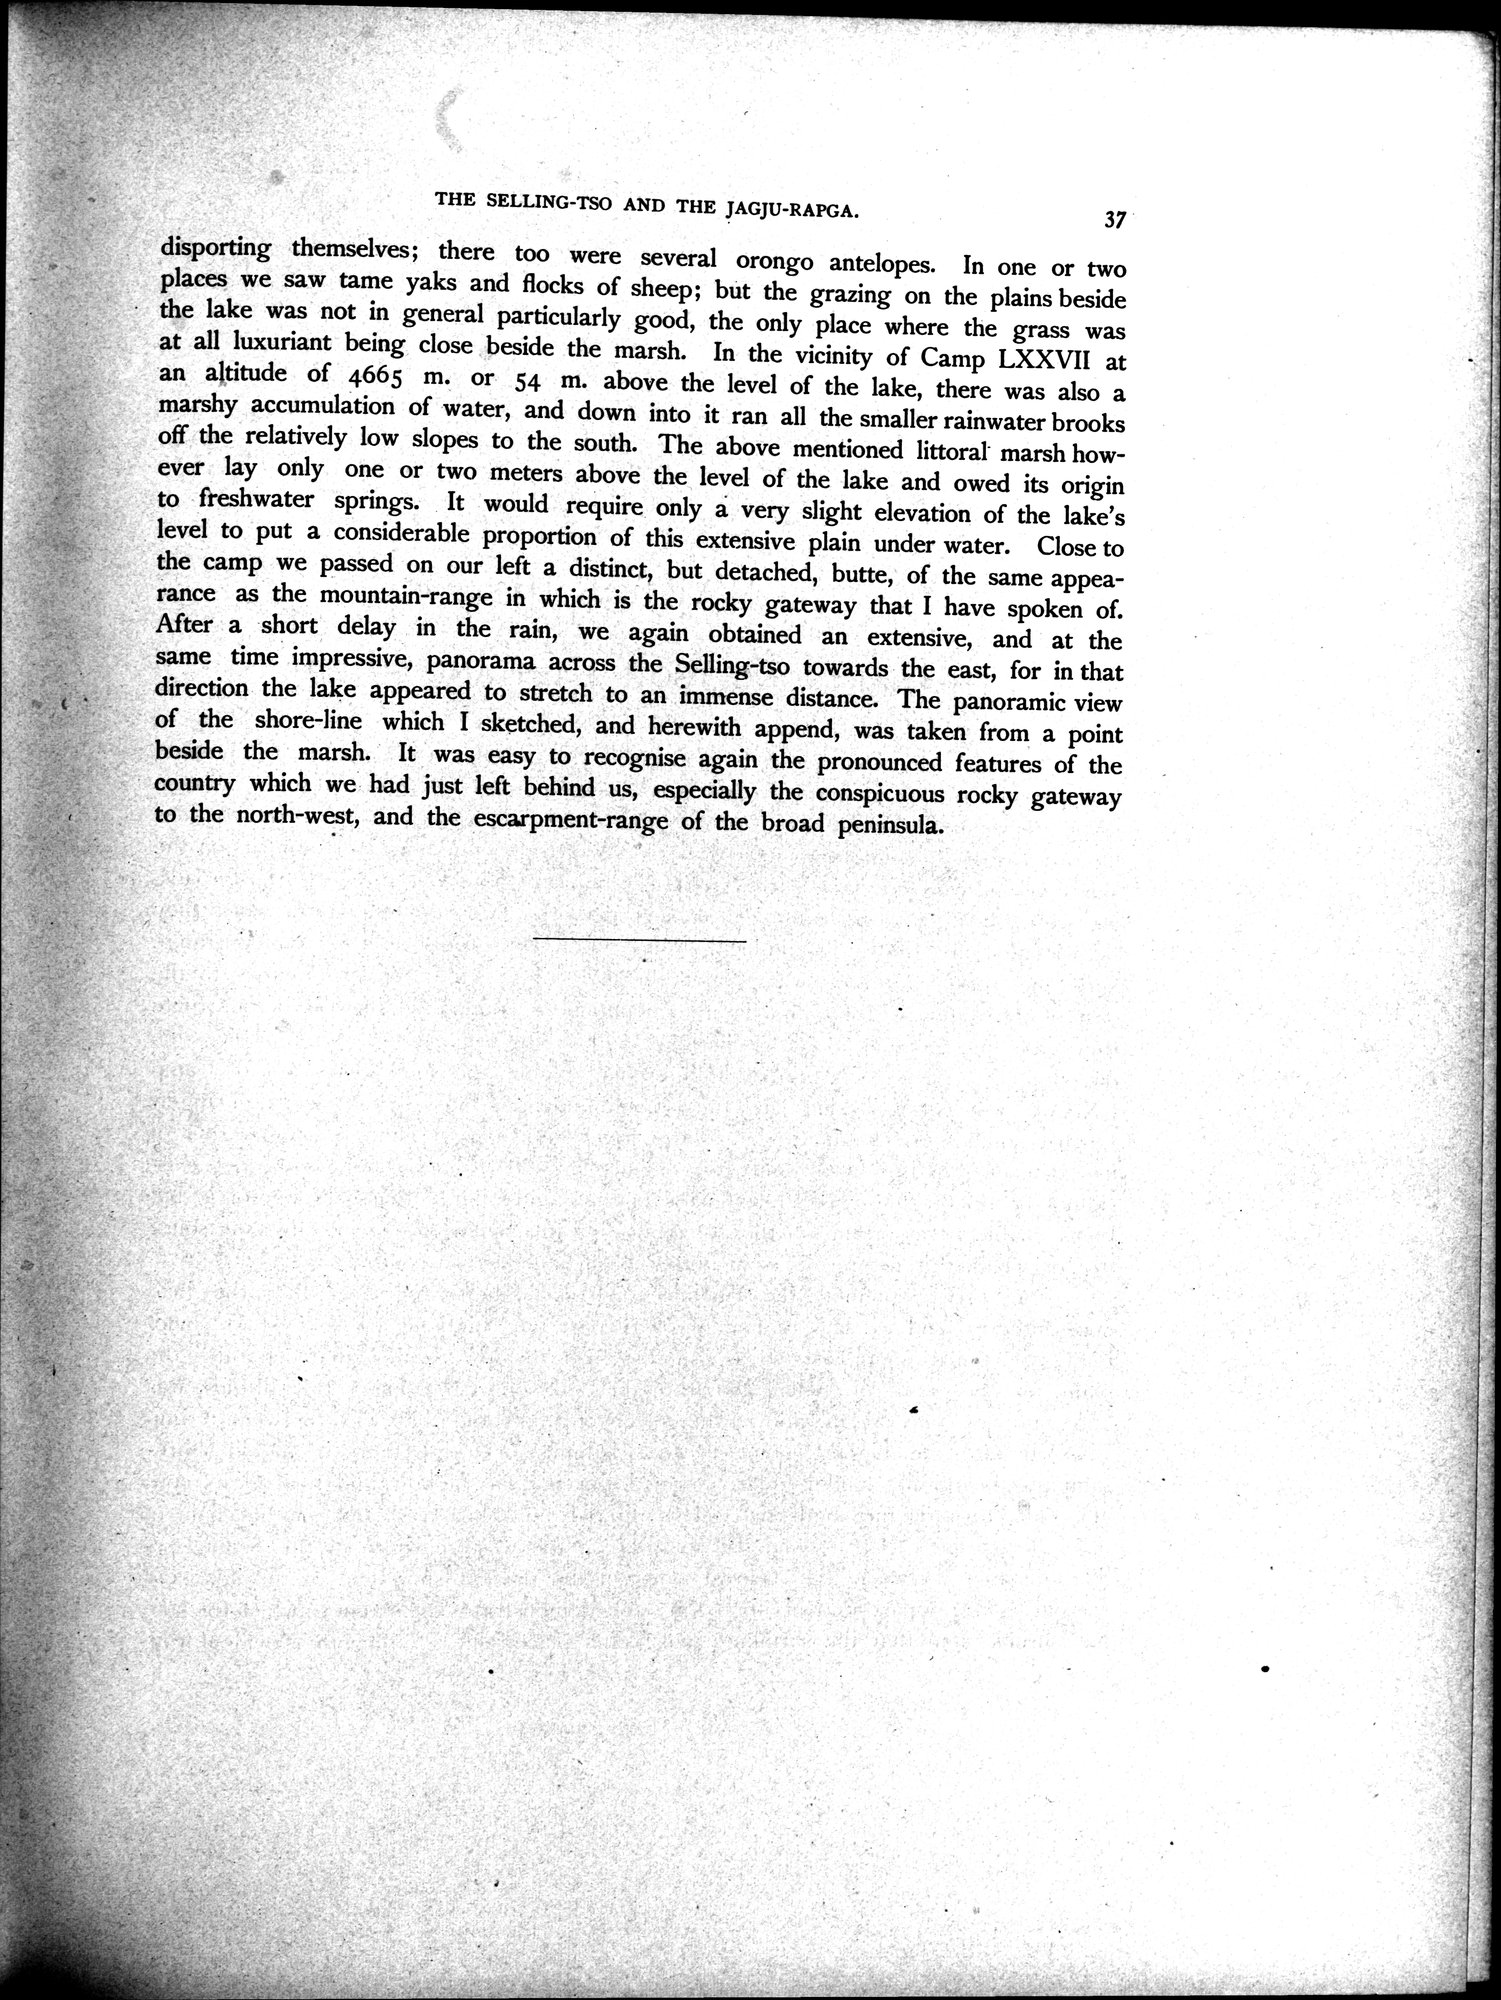 THE SELLING-TSO AND THE JAGJU-RAPGA. 37
disporting themselves; there too were several orongo antelopes. In one or two
places we saw tame yaks and flocks of sheep; but the grazing on the plains beside
the lake was not in general particularly good, the only place where the grass was
at all luxuriant being close beside the marsh. In the vicinity of Camp LXXVII at
an altitude of 4665 m. or 54 m. above the level of the lake, there was also a
marshy accumulation of water, and down into it ran all the smaller rainwater brooks
off the relatively low slopes to the south. The above mentioned littoral marsh how-
ever lay only one or two meters above the level of the lake and owed its origin
to freshwater springs. It would require only a very slight elevation of the lake's
level to put a considerable proportion of this extensive plain under water. Close to
the camp we passed on our left a distinct, but detached, butte, of the same appea-
rance as the mountain-range in which is the rocky gateway that I have spoken of.
After a short delay in the rain, we again obtained an extensive, and at the
same time impressive, panorama across the Selling-tso towards the east, for in that
direction the lake appeared to stretch to an immense distance. The panoramic view
of the shore-line which I sketched, and herewith append, was taken from a point
beside the marsh. It was easy to recognise again the pronounced features of the
country which we had just left behind us, especially the conspicuous rocky gateway
to the north-west, and the escarpment-range of the broad peninsula.